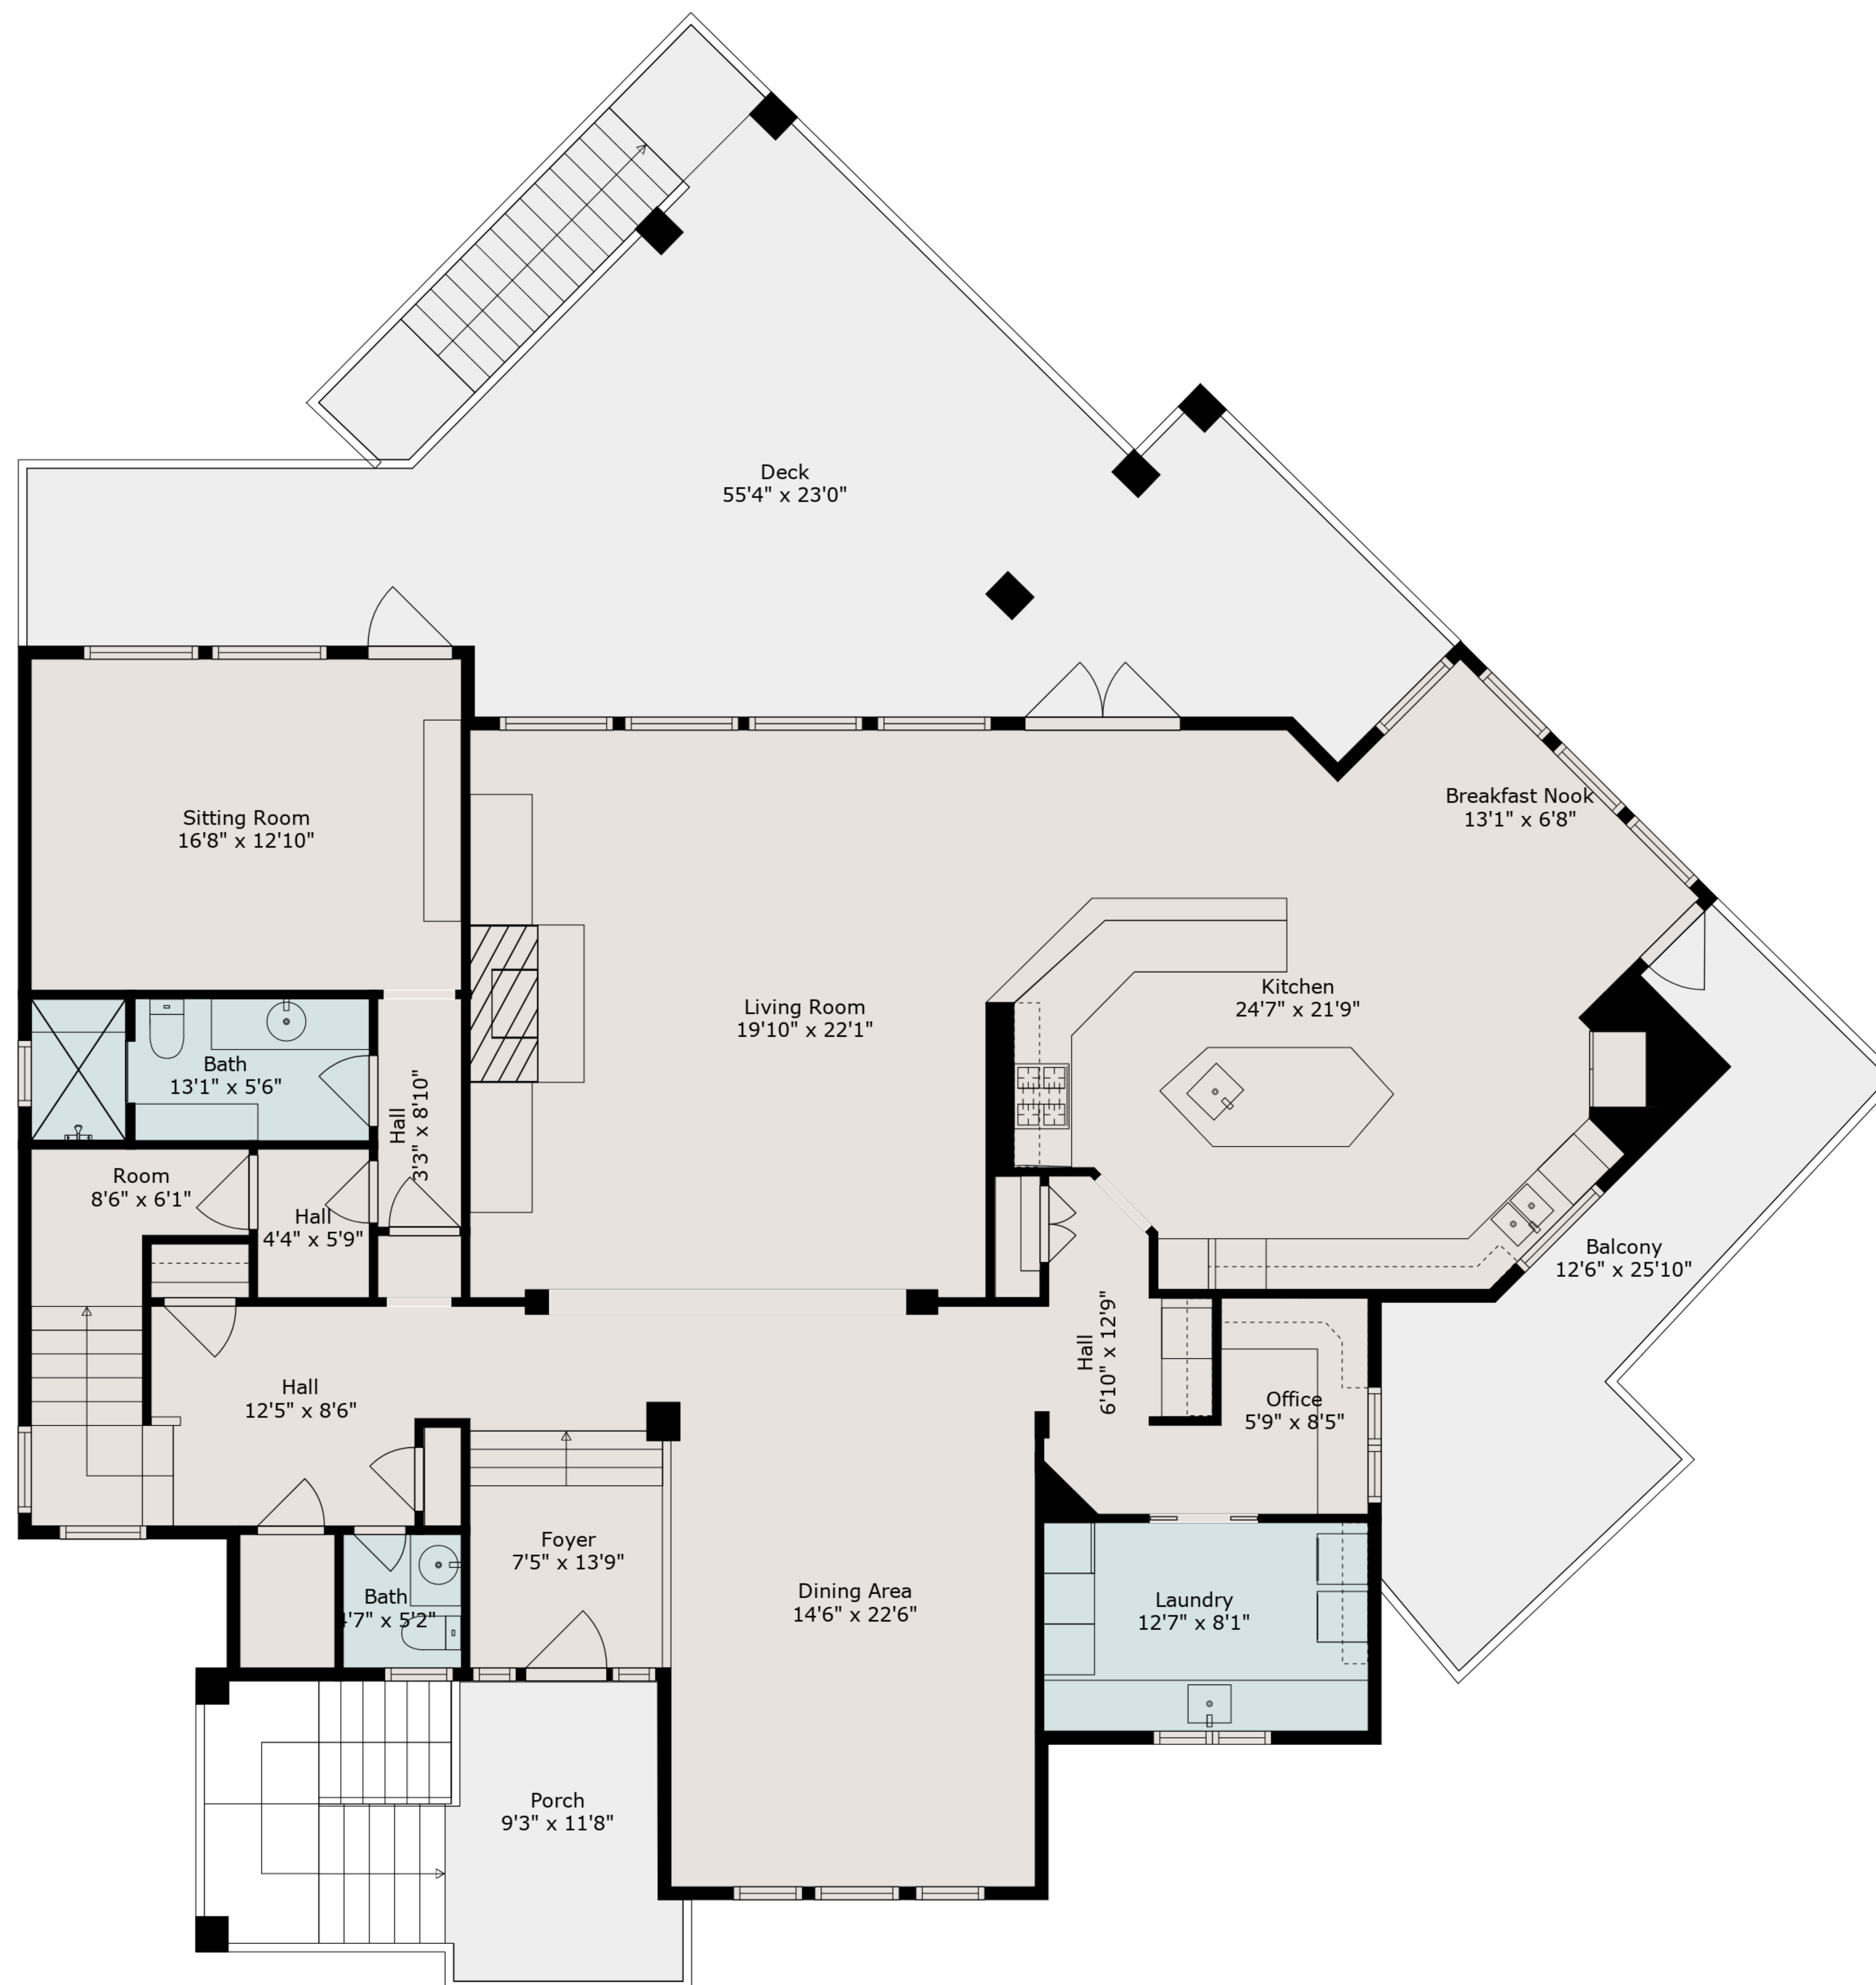 Deck
55'4" x 23'0"
Breakfast Nook
13'1" x 6'8"
Sitting Room
16'8" x 12'10"
Kitchen
24'7" x 21'9"
Living Room
19'10" x 22'1"
Bath
13'1" x 5'6"
Hall
3'3" x 8'10"
Room
8'6" x 6'1"
Hall
4'4" x 5'9"
Balcony
12'6" x 25'10"
Hall
6'10" x 12'9"
Hall
12'5" x 8'6"
Office
5'9" x 8'5"
Foyer
7'5" x 13'9"
Bath
4'7" x 5'2"
Dining Area
14'6" x 22'6"
Laundry
12'7" x 8'1"
Porch
9'3" x 11'8"